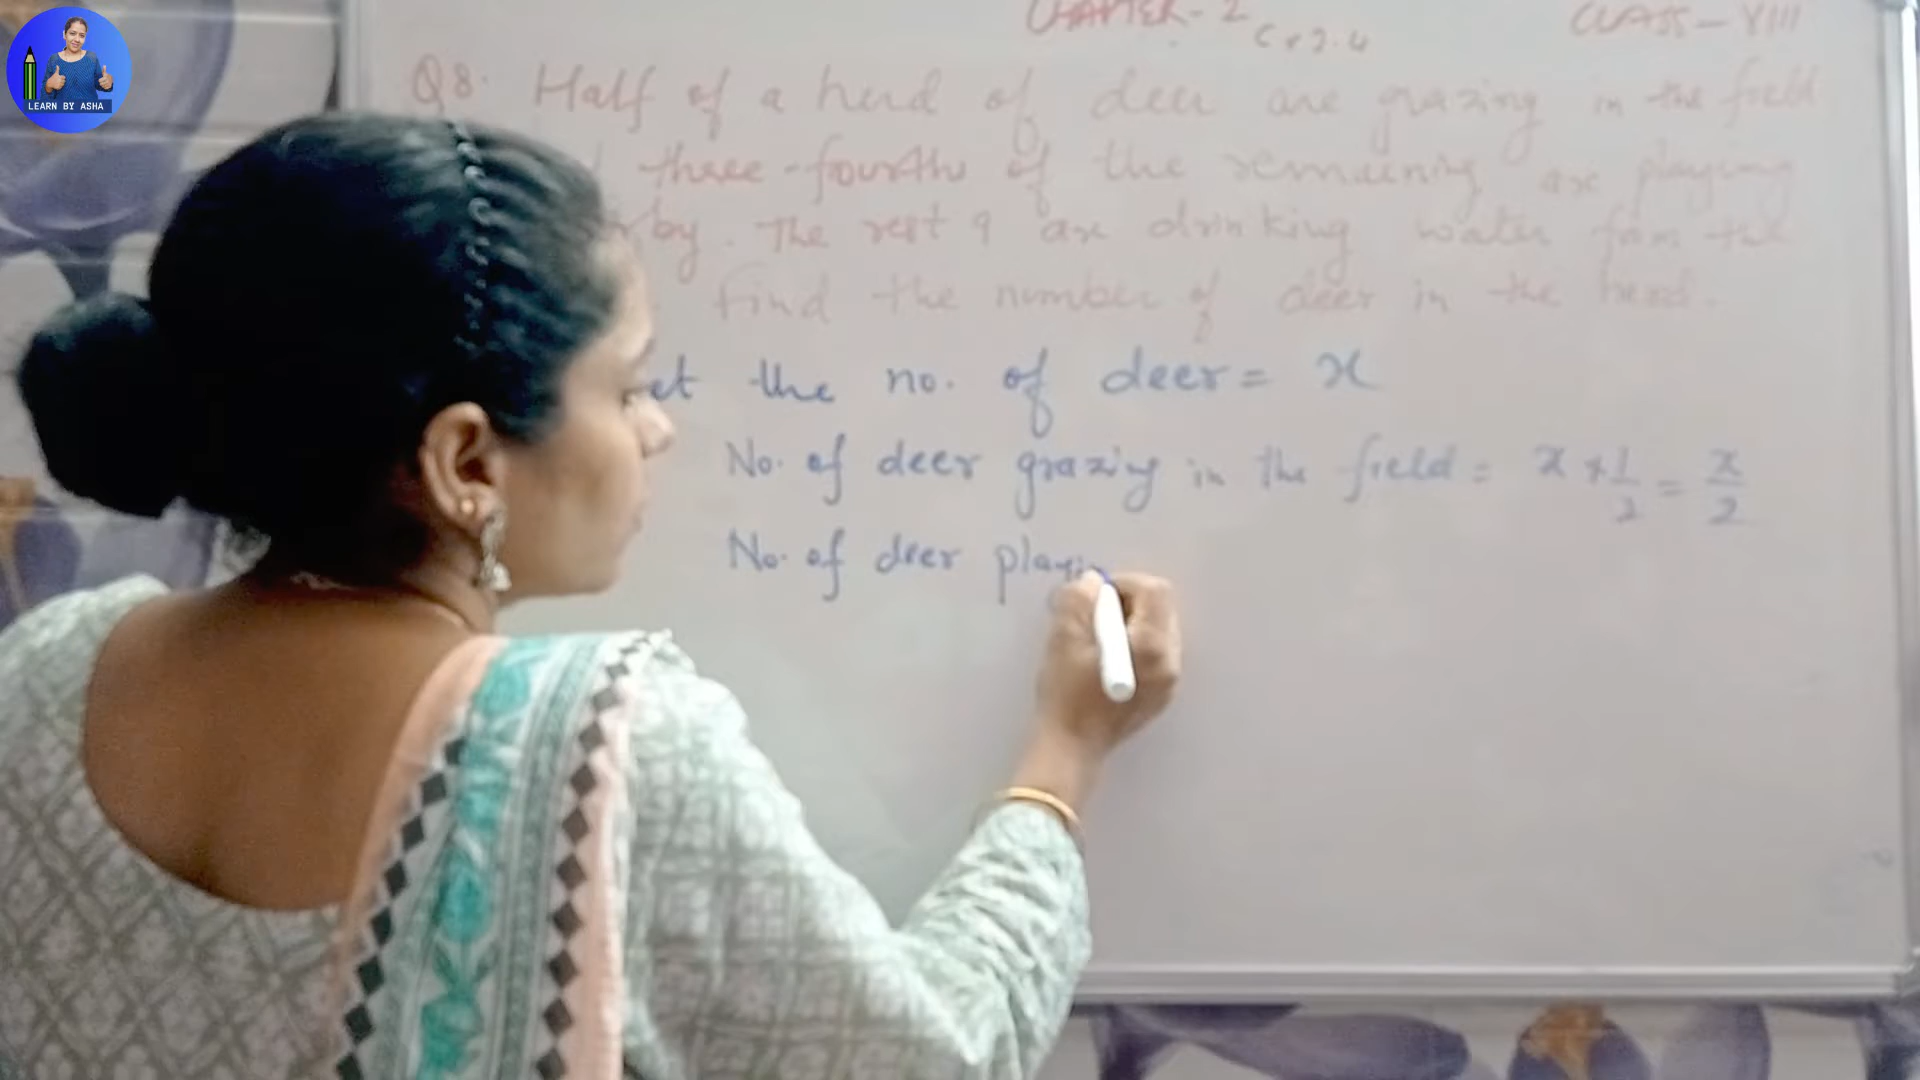 LEARN BY ASHA
CHAPTER-2 CLASS-VIII
Ex 2.4
Q8. Half of a herd of deer are grazing in the field
three-fourths of the remaining are playing
by. The rest 9 are drinking water from the
find the number of deer in the herd.
et the no. of deer = x
No. of deer grazing in the field = x × 1/2 = x/2
No. of deer playin